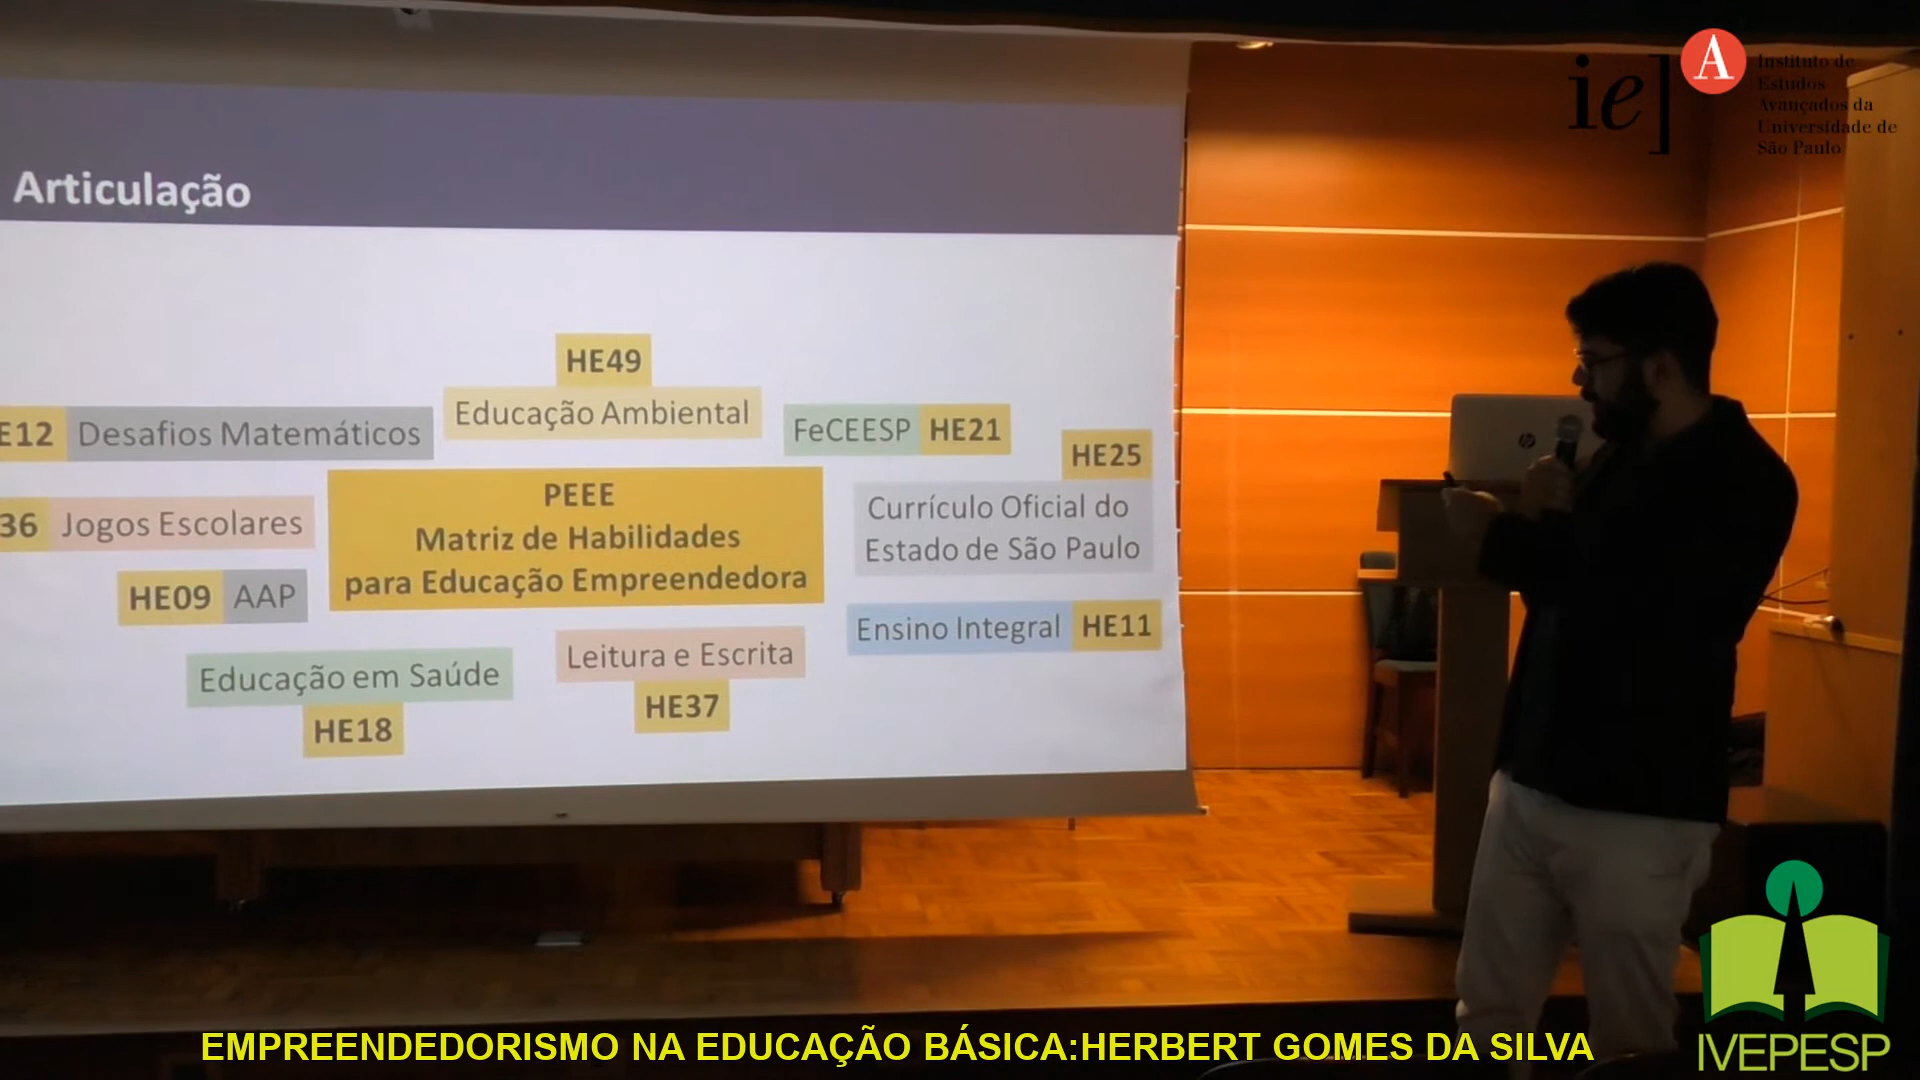 ie]
A
Instituto de
Estudos
Avançados da
Universidade de
São Paulo
Articulação
HE49
Educação Ambiental
E12 Desafios Matemáticos
FeCEESP HE21
HE25
Currículo Oficial do
Estado de São Paulo
36 Jogos Escolares
PEEE
Matriz de Habilidades
para Educação Empreendedora
HE09 AAP
Ensino Integral HE11
Educação em Saúde
HE18
Leitura e Escrita
HE37
hp
EMPREENDEDORISMO NA EDUCAÇÃO BÁSICA:HERBERT GOMES DA SILVA
IVEPESP